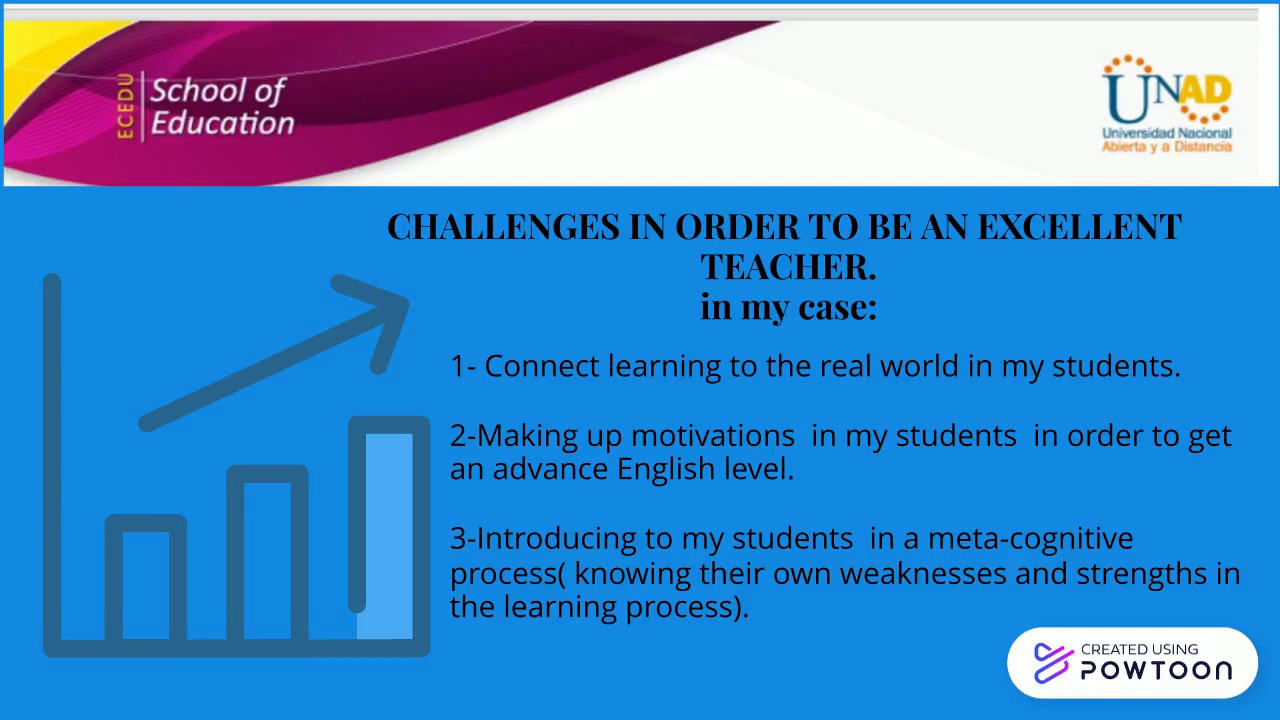 ECEDU
School of
Education
UNAD
Universidad Nacional
Abierta y a Distancia
CHALLENGES IN ORDER TO BE AN EXCELLENT
TEACHER.
in my case:
1- Connect learning to the real world in my students.
2-Making up motivations  in my students  in order to get
an advance English level.
3-Introducing to my students  in a meta-cognitive
process( knowing their own weaknesses and strengths in
the learning process).
CREATED USING
POWTOON